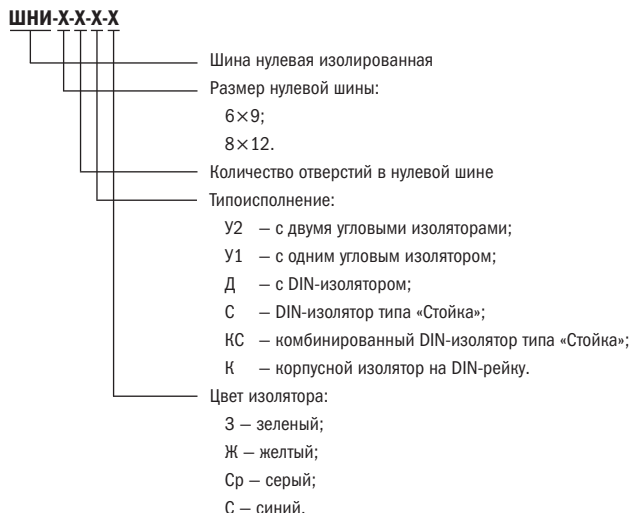 ШНИ-Х-Х-Х-Х
Шина нулевая изолированная
Размер нулевой шины:
6×9;
8×12.
Количество отверстий в нулевой шине
Типоисполнение:
У2 – с двумя угловыми изоляторами;
У1 – с одним угловым изолятором;
Д – с DIN-изолятором;
С – DIN-изолятор типа «Стойка»;
КС – комбинированный DIN-изолятор типа «Стойка»;
К – корпусной изолятор на DIN-рейку.
Цвет изолятора:
З – зеленый;
Ж – желтый;
Ср – серый;
С – синий.